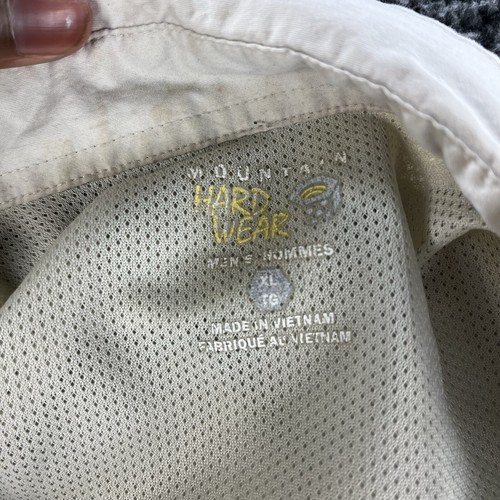 MOUNTAIN
HARD
WEAR
MEN'S/HOMMES
XL
TG
MADE IN VIETNAM
FABRIQUÉ AU VIETNAM